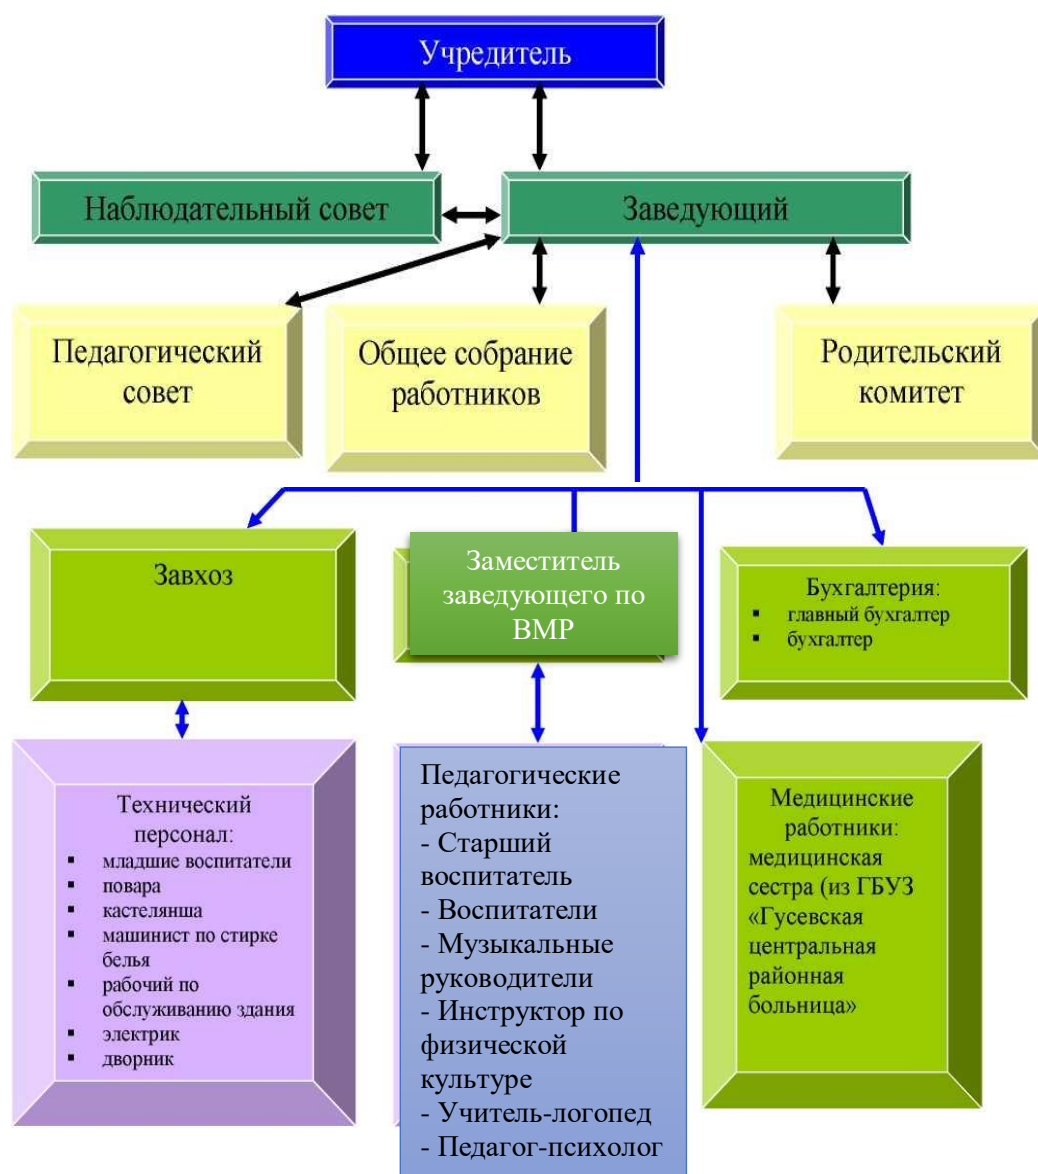 Учредитель
Наблюдательный совет
Заведующий
Педагогический
совет
Общее собрание
работников
Родительский
комитет
Завхоз
Заместитель
заведующего по
ВМР
Бухгалтерия:
▪ главный бухгалтер
▪ бухгалтер
Технический
персонал:
▪ младшие воспитатели
▪ повара
▪ кастелянша
▪ машинист по стирке
белья
▪ рабочий по
обслуживанию здания
▪ электрик
▪ дворник
Педагогические
работники:
- Старший
воспитатель
- Воспитатели
- Музыкальные
руководители
- Инструктор по
физической
культуре
- Учитель-логопед
- Педагог-психолог
Медицинские
работники:
медицинская
сестра (из ГБУЗ
«Гусевская
центральная
районная
больница»